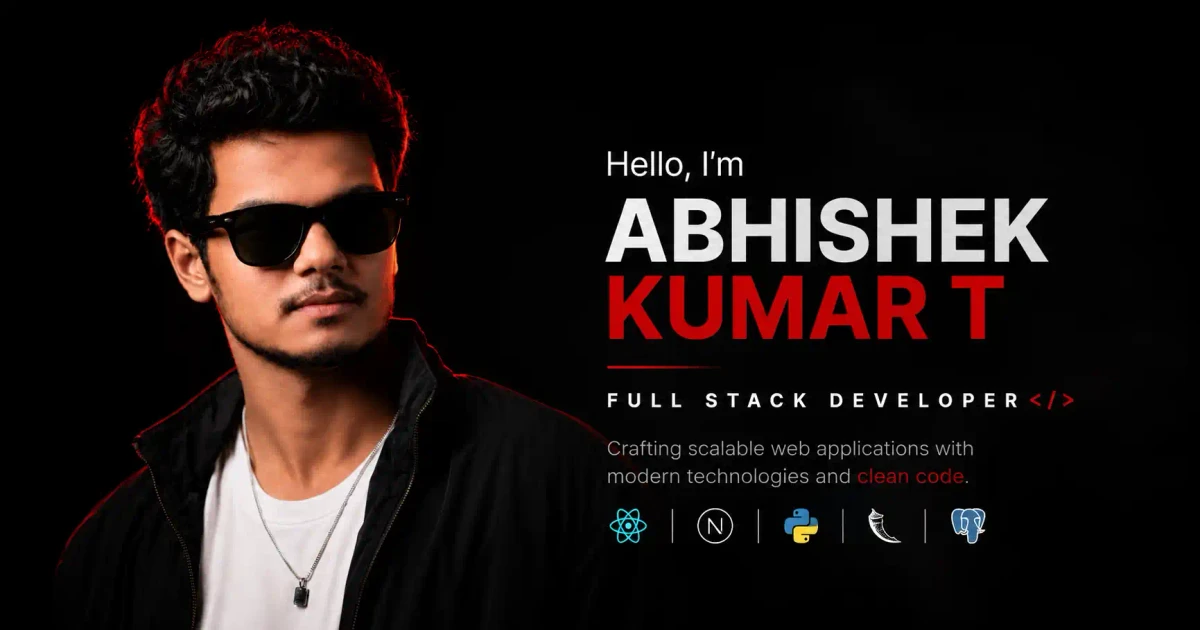 Hello, I'm
ABHISHEK
KUMAR T
FULL STACK DEVELOPER </>
Crafting scalable web applications with
modern technologies and clean code.
N